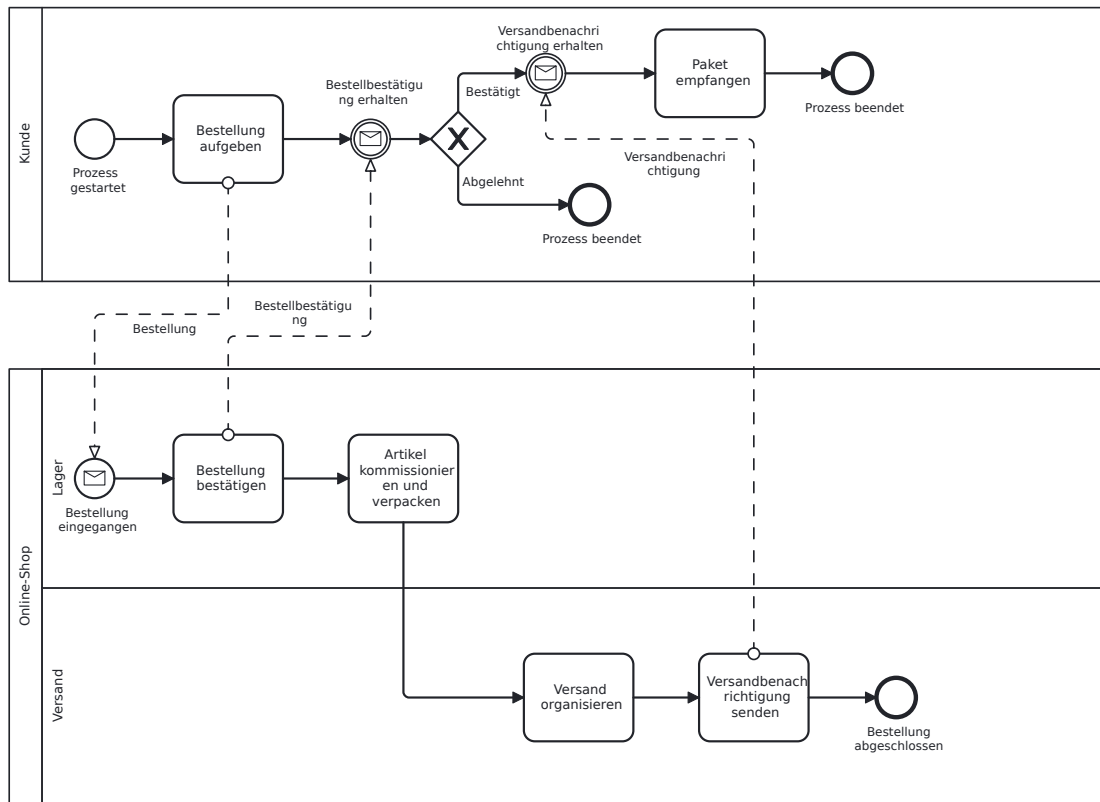 Kunde
Versandbenachri
chtigung erhalten
Bestellbestätigu
ng erhalten
Bestätigt
Paket
empfangen
Prozess beendet
Bestellung
aufgeben
Prozess
gestartet
Abgelehnt
Versandbenachri
chtigung
Prozess beendet
Bestellung
Bestellbestätigu
ng
Online-Shop
Lager
Bestellung
eingegangen
Bestellung
bestätigen
Artikel
kommissionier
en und
verpacken
Versand
Versand
organisieren
Versandbenach
richtigung
senden
Bestellung
abgeschlossen